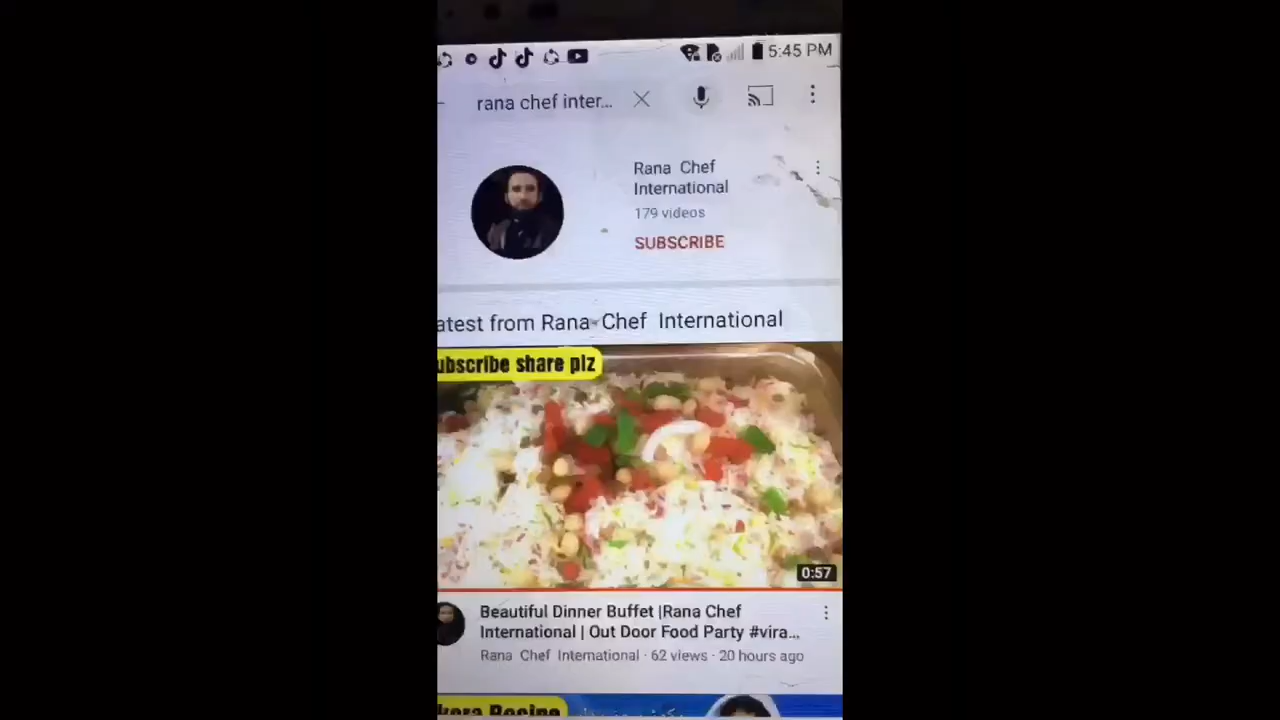 5:45 PM
rana chef inter...
Rana Chef
International
179 videos
SUBSCRIBE
atest from Rana Chef International
ubscribe share plz
0:57
Beautiful Dinner Buffet |Rana Chef
International | Out Door Food Party #vira...
Rana Chef International · 62 views · 20 hours ago
kora Recipe